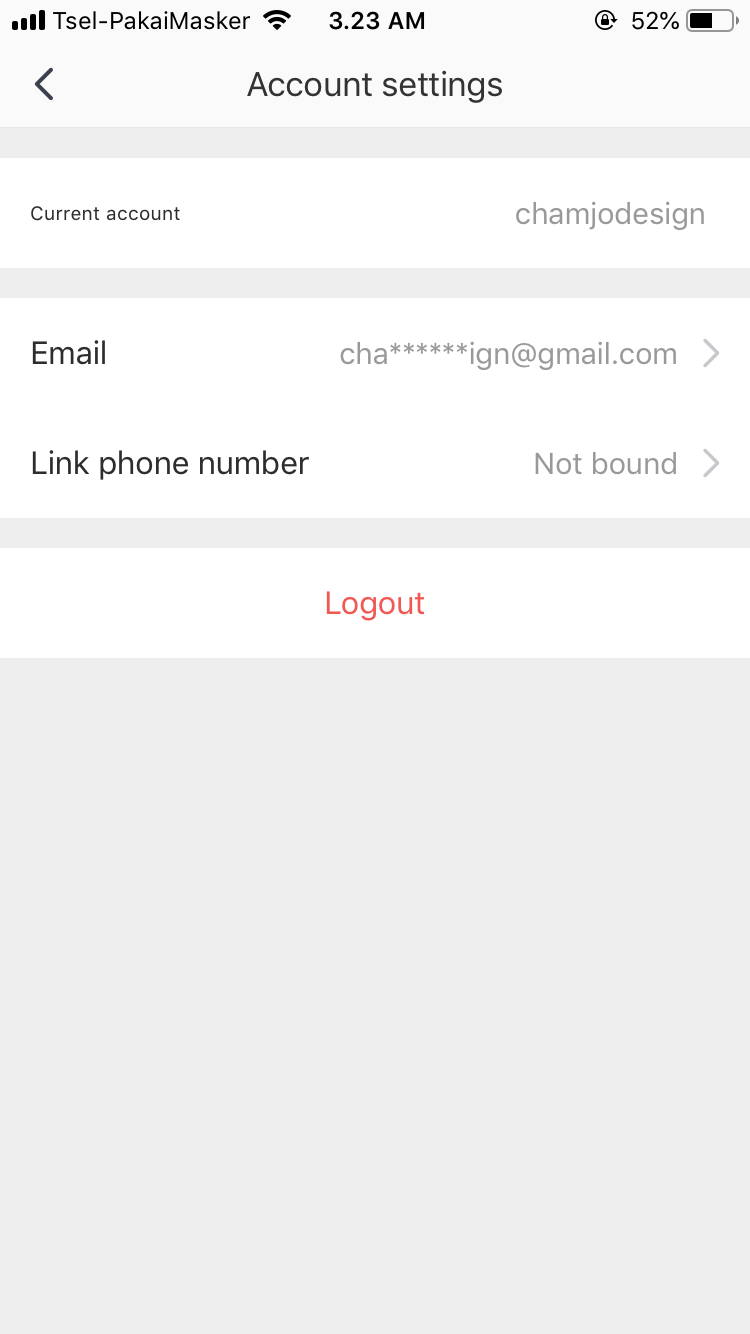 Tsel-PakaiMasker 3.23 AM 52%
Account settings
Current account chamjodesign
Email cha******ign@gmail.com
Link phone number Not bound
Logout